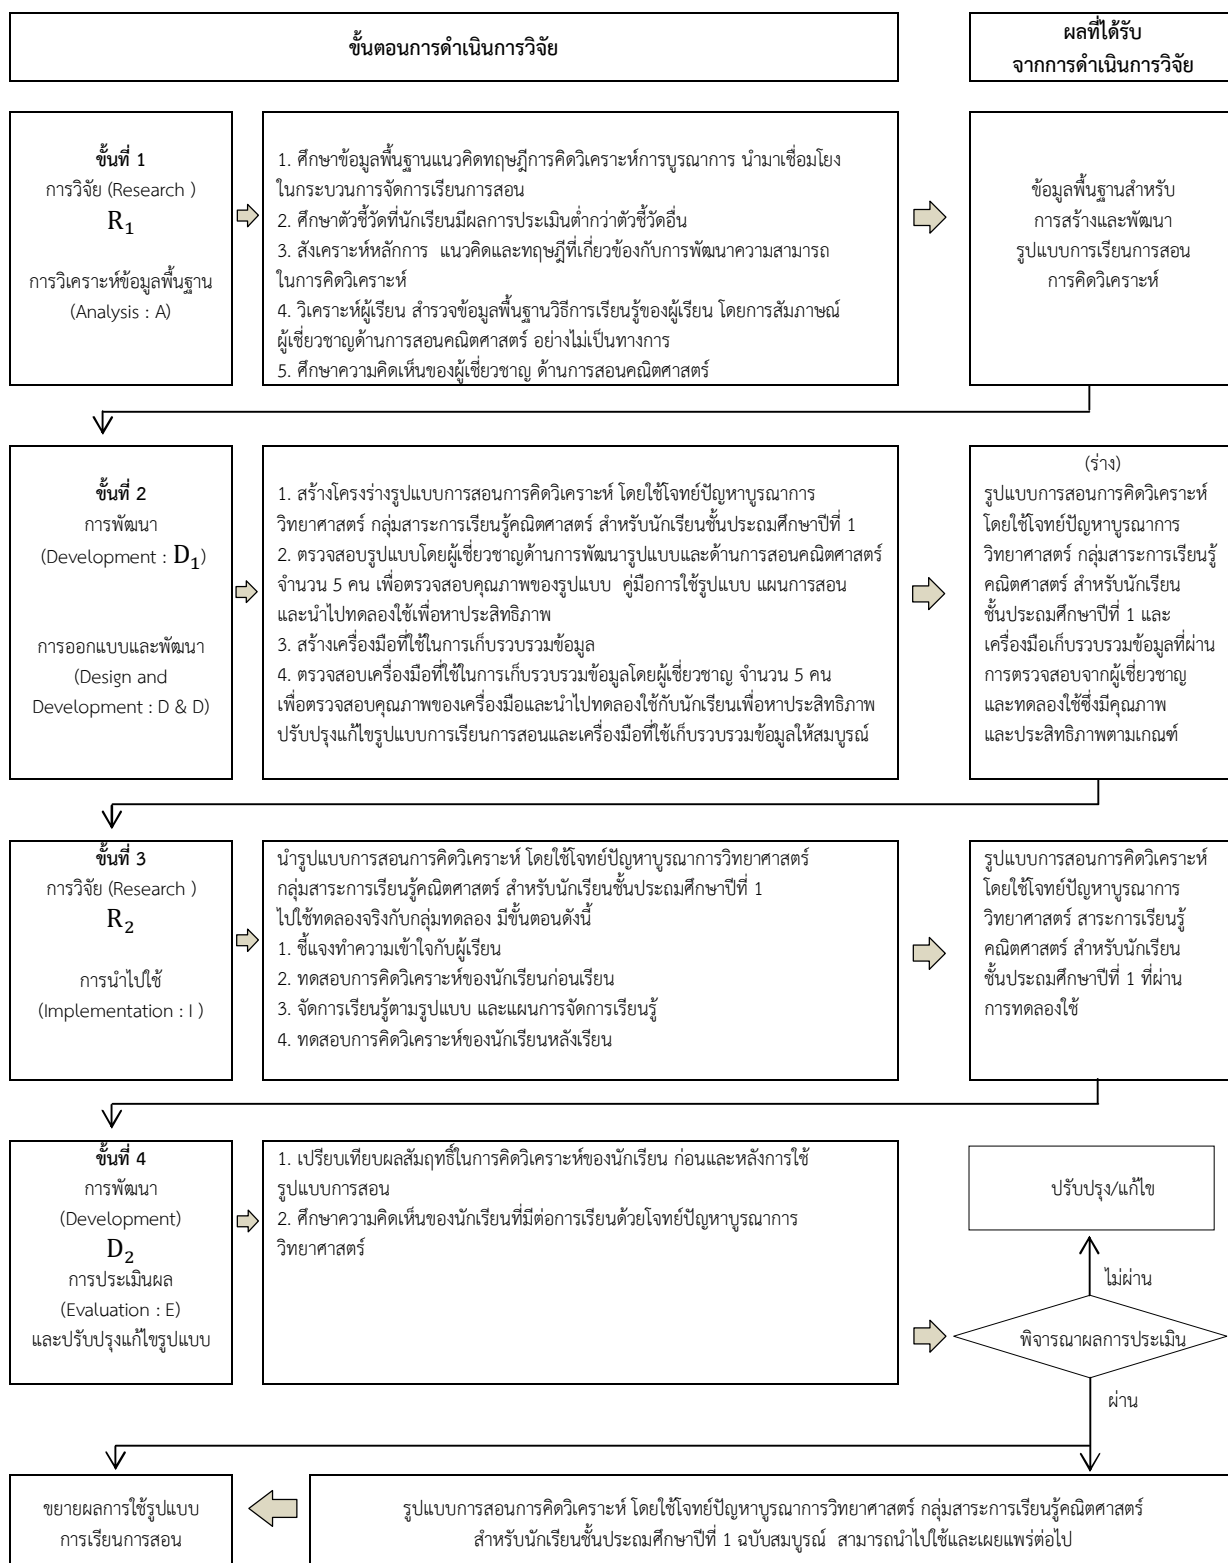 ขั้นตอนการดำเนินการวิจัย
ผลที่ได้รับ
จากการดำเนินการวิจัย
ขั้นที่ 1
การวิจัย (Research )
R1
การวิเคราะห์ข้อมูลพื้นฐาน
(Analysis : A)
1. ศึกษาข้อมูลพื้นฐานแนวคิดทฤษฎีการคิดวิเคราะห์การบูรณาการ นำมาเชื่อมโยง
ในกระบวนการจัดการเรียนการสอน
2. ศึกษาตัวชี้วัดที่นักเรียนมีผลการประเมินต่ำกว่าตัวชี้วัดอื่น
3. สังเคราะห์หลักการ แนวคิดและทฤษฎีที่เกี่ยวข้องกับการพัฒนาความสามารถ
ในการคิดวิเคราะห์
4. วิเคราะห์ผู้เรียน สำรวจข้อมูลพื้นฐานวิธีการเรียนรู้ของผู้เรียน โดยการสัมภาษณ์
ผู้เชี่ยวชาญด้านการสอนคณิตศาสตร์ อย่างไม่เป็นทางการ
5. ศึกษาความคิดเห็นของผู้เชี่ยวชาญ ด้านการสอนคณิตศาสตร์
ข้อมูลพื้นฐานสำหรับ
การสร้างและพัฒนา
รูปแบบการเรียนการสอน
การคิดวิเคราะห์
ขั้นที่ 2
การพัฒนา
(Development : D1)
การออกแบบและพัฒนา
(Design and
Development : D & D)
1. สร้างโครงร่างรูปแบบการสอนการคิดวิเคราะห์ โดยใช้โจทย์ปัญหาบูรณาการ
วิทยาศาสตร์ กลุ่มสาระการเรียนรู้คณิตศาสตร์ สำหรับนักเรียนชั้นประถมศึกษาปีที่ 1
2. ตรวจสอบรูปแบบโดยผู้เชี่ยวชาญด้านการพัฒนารูปแบบและด้านการสอนคณิตศาสตร์
จำนวน 5 คน เพื่อตรวจสอบคุณภาพของรูปแบบ คู่มือการใช้รูปแบบ แผนการสอน
และนำไปทดลองใช้เพื่อหาประสิทธิภาพ
3. สร้างเครื่องมือที่ใช้ในการเก็บรวบรวมข้อมูล
4. ตรวจสอบเครื่องมือที่ใช้ในการเก็บรวบรวมข้อมูลโดยผู้เชี่ยวชาญ จำนวน 5 คน
เพื่อตรวจสอบคุณภาพของเครื่องมือและนำไปทดลองใช้กับนักเรียนเพื่อหาประสิทธิภาพ
ปรับปรุงแก้ไขรูปแบบการเรียนการสอนและเครื่องมือที่ใช้เก็บรวบรวมข้อมูลให้สมบูรณ์
(ร่าง)
รูปแบบการสอนการคิดวิเคราะห์
โดยใช้โจทย์ปัญหาบูรณาการ
วิทยาศาสตร์ กลุ่มสาระการเรียนรู้
คณิตศาสตร์ สำหรับนักเรียน
ชั้นประถมศึกษาปีที่ 1 และ
เครื่องมือเก็บรวบรวมข้อมูลที่ผ่าน
การตรวจสอบจากผู้เชี่ยวชาญ
และทดลองใช้ซึ่งมีคุณภาพ
และประสิทธิภาพตามเกณฑ์
ขั้นที่ 3
การวิจัย (Research )
R2
การนำไปใช้
(Implementation : I )
นำรูปแบบการสอนการคิดวิเคราะห์ โดยใช้โจทย์ปัญหาบูรณาการวิทยาศาสตร์
กลุ่มสาระการเรียนรู้คณิตศาสตร์ สำหรับนักเรียนชั้นประถมศึกษาปีที่ 1
ไปใช้ทดลองจริงกับกลุ่มทดลอง มีขั้นตอนดังนี้
1. ชี้แจงทำความเข้าใจกับผู้เรียน
2. ทดสอบการคิดวิเคราะห์ของนักเรียนก่อนเรียน
3. จัดการเรียนรู้ตามรูปแบบ และแผนการจัดการเรียนรู้
4. ทดสอบการคิดวิเคราะห์ของนักเรียนหลังเรียน
รูปแบบการสอนการคิดวิเคราะห์
โดยใช้โจทย์ปัญหาบูรณาการ
วิทยาศาสตร์ สาระการเรียนรู้
คณิตศาสตร์ สำหรับนักเรียน
ชั้นประถมศึกษาปีที่ 1 ที่ผ่าน
การทดลองใช้
ขั้นที่ 4
การพัฒนา
(Development)
D2
การประเมินผล
(Evaluation : E)
และปรับปรุงแก้ไขรูปแบบ
1. เปรียบเทียบผลสัมฤทธิ์ในการคิดวิเคราะห์ของนักเรียน ก่อนและหลังการใช้
รูปแบบการสอน
2. ศึกษาความคิดเห็นของนักเรียนที่มีต่อการเรียนด้วยโจทย์ปัญหาบูรณาการ
วิทยาศาสตร์
ปรับปรุง/แก้ไข
ไม่ผ่าน
พิจารณาผลการประเมิน
ผ่าน
ขยายผลการใช้รูปแบบ
การเรียนการสอน
รูปแบบการสอนการคิดวิเคราะห์ โดยใช้โจทย์ปัญหาบูรณาการวิทยาศาสตร์ กลุ่มสาระการเรียนรู้คณิตศาสตร์
สำหรับนักเรียนชั้นประถมศึกษาปีที่ 1 ฉบับสมบูรณ์ สามารถนำไปใช้และเผยแพร่ต่อไป